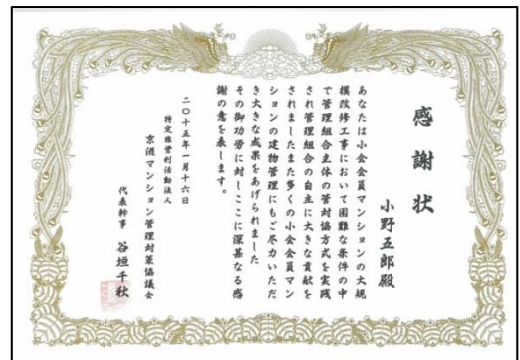 感謝状
小野五郎殿
あなたは小会会員マンションの大規
模改修工事において困難な条件の中
で管理組合主体の管対協方式を実践
され管理組合の自主に大きな貢献を
されましたまた多くの小会会員マン
ションの建物管理にもご尽力いただ
き大きな成果をあげられました
その御功労に対しここに深甚なる感
謝の意を表します。
二〇十五年一月十六日
特定非営利活動法人
京滋マンション管理対策協議会
代表幹事 谷垣千秋